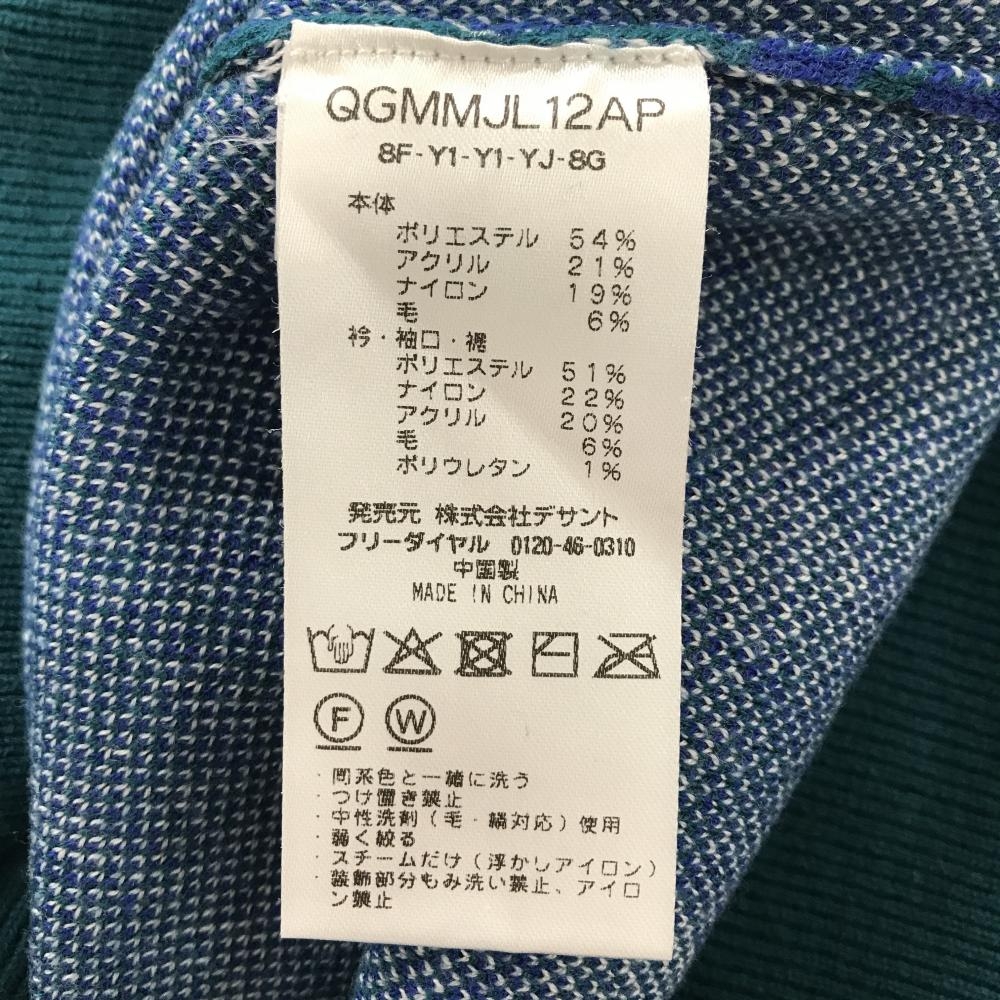 QGMMJL12AP
8F-Y1-Y1-YJ-8G
本体
ポリエステル 54%
アクリル 21%
ナイロン 19%
毛 6%
衿・袖口・裾
ポリエステル 51%
ナイロン 22%
アクリル 20%
毛 6%
ポリウレタン 1%
発売元 株式会社デサント
フリーダイヤル 0120-46-0310
中国製
MADE IN CHINA
F W
・同系色と一緒に洗う
・つけ置き禁止
・中性洗剤(毛・絹対応)使用
・弱く絞る
・スチームだけ(浮かしアイロン)
・装飾部分もみ洗い禁止、アイロ
ン禁止